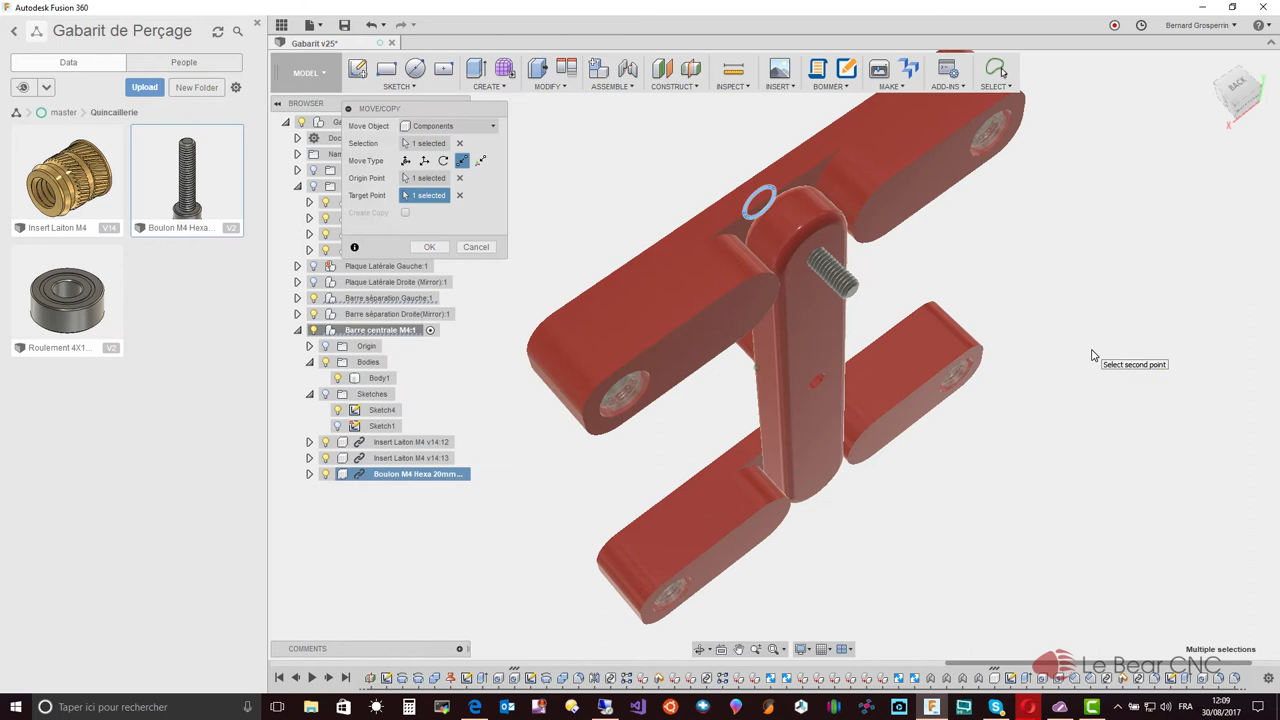 Autodesk Fusion 360
Gabarit de Perçage
Data
People
Upload
New Folder
master
Quincaillerie
Insert Laiton M4
V14
Boulon M4 Hexa...
V2
Roulement 4X1...
V2
Gabarit v25*
Bernard Grosperrin
MODEL
SKETCH
CREATE
MODIFY
ASSEMBLE
CONSTRUCT
INSPECT
INSERT
BOMMER
MAKE
ADD-INS
SELECT
BROWSER
MOVE/COPY
Move Object
Components
Selection
1 selected
Move Type
Origin Point
1 selected
Target Point
1 selected
Create Copy
OK
Cancel
Plaque Latérale Gauche:1
Plaque Latérale Droite (Mirror):1
Barre séparation Gauche:1
Barre séparation Droite(Mirror):1
Barre centrale M4:1
Origin
Bodies
Body1
Sketches
Sketch4
Sketch1
Insert Laiton M4 v14:12
Insert Laiton M4 v14:13
Boulon M4 Hexa 20mm...
BACK
X
Select second point
COMMENTS
Multiple selections
Le Bear CNC
Taper ici pour rechercher
FRA
12:09
30/08/2017